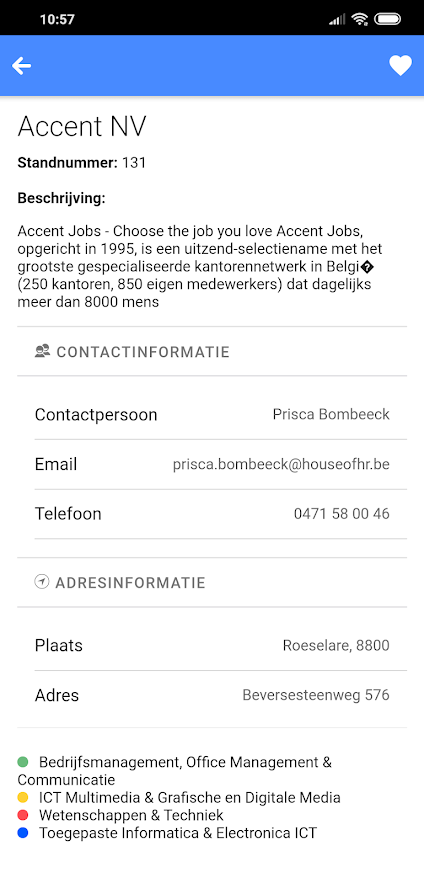 10:57
Accent NV
Standnummer: 131
Beschrijving:
Accent Jobs - Choose the job you love Accent Jobs,
opgericht in 1995, is een uitzend-selectiename met het
grootste gespecialiseerde kantorennetwerk in Belgi�
(250 kantoren, 850 eigen medewerkers) dat dagelijks
meer dan 8000 mens
CONTACTINFORMATIE
Contactpersoon Prisca Bombeeck
Email prisca.bombeeck@houseofhr.be
Telefoon 0471 58 00 46
ADRESINFORMATIE
Plaats Roeselare, 8800
Adres Beversesteenweg 576
Bedrijfsmanagement, Office Management &
Communicatie
ICT Multimedia & Grafische en Digitale Media
Wetenschappen & Techniek
Toegepaste Informatica & Electronica ICT